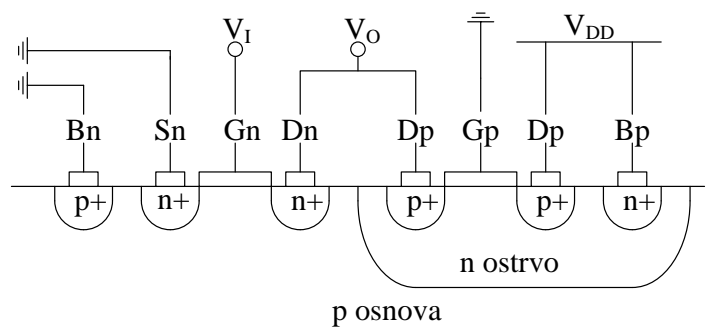 V_I V_O V_DD
Bn Sn Gn Dn Dp Gp Dp Bp
p+ n+ n+ p+ p+ n+
n ostrvo
p osnova